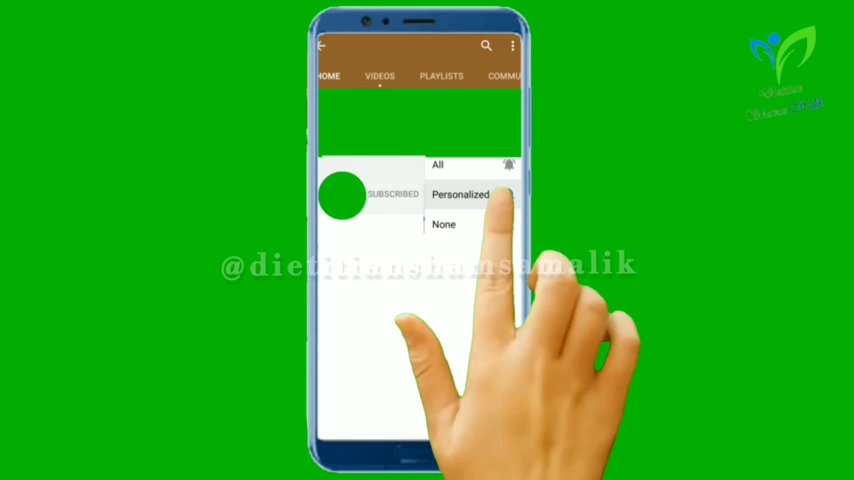 HOME VIDEOS PLAYLISTS COMMU
All
SUBSCRIBED Personalized
None
@dietitianshamsamalik